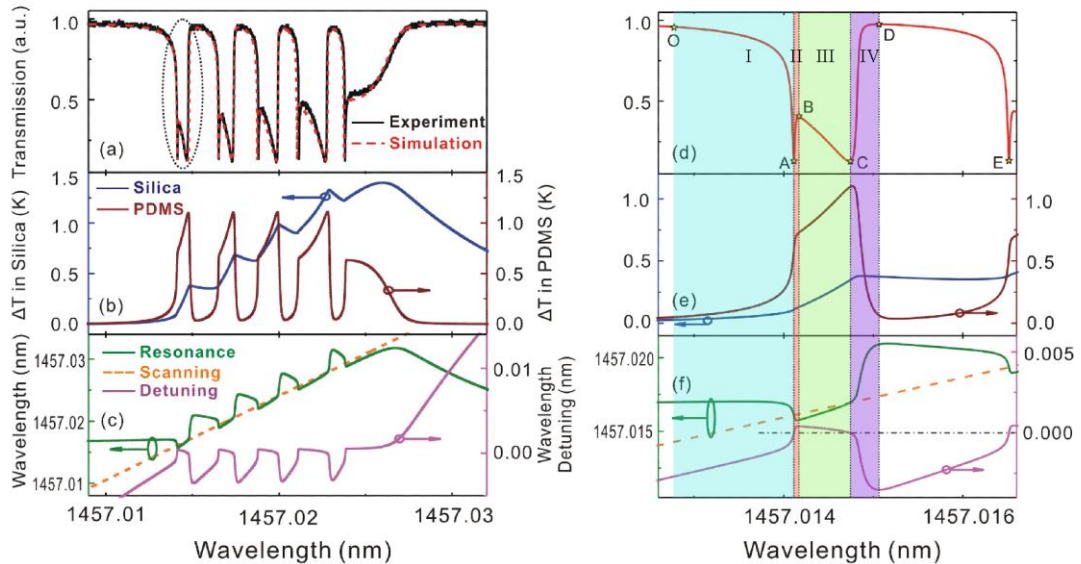 Transmission (a.u.)
1.0
0.5
(a)
Experiment
Simulation
ΔT in Silica (K)
1.5
1.0
0.5
0.0
Silica
PDMS
(b)
1.5
1.0
0.5
0.0
ΔT in PDMS (K)
Wavelength (nm)
1457.03
1457.02
1457.01
Resonance
Scanning
Detuning
(c)
0.01
0.00
Wavelength
Detuning (nm)
1457.01
1457.02
1457.03
Wavelength (nm)
1.0
0.5
O
I
II
III
IV
D
B
A
C
E
(d)
1.0
0.5
0.0
(e)
1.0
0.5
0.0
1457.020
1457.015
(f)
0.005
0.000
1457.014
1457.016
Wavelength (nm)